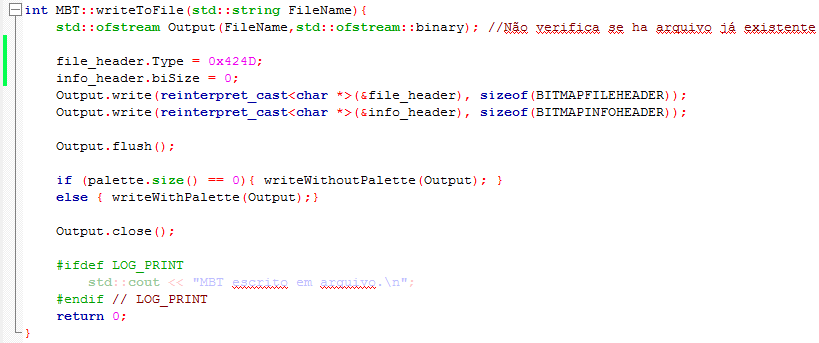 int MBT::writeToFile(std::string FileName){
    std::ofstream Output(FileName,std::ofstream::binary); //Não verifica se ha arquivo já existente

    file_header.Type = 0x424D;
    info_header.biSize = 0;
    Output.write(reinterpret_cast<char *>(&file_header), sizeof(BITMAPFILEHEADER));
    Output.write(reinterpret_cast<char *>(&info_header), sizeof(BITMAPINFOHEADER));

    Output.flush();

    if (palette.size() == 0){ writeWithoutPalette(Output); }
    else { writeWithPalette(Output);}

    Output.close();

    #ifdef LOG_PRINT
        std::cout << "MBT escrito em arquivo.\n";
    #endif // LOG_PRINT
    return 0;
}